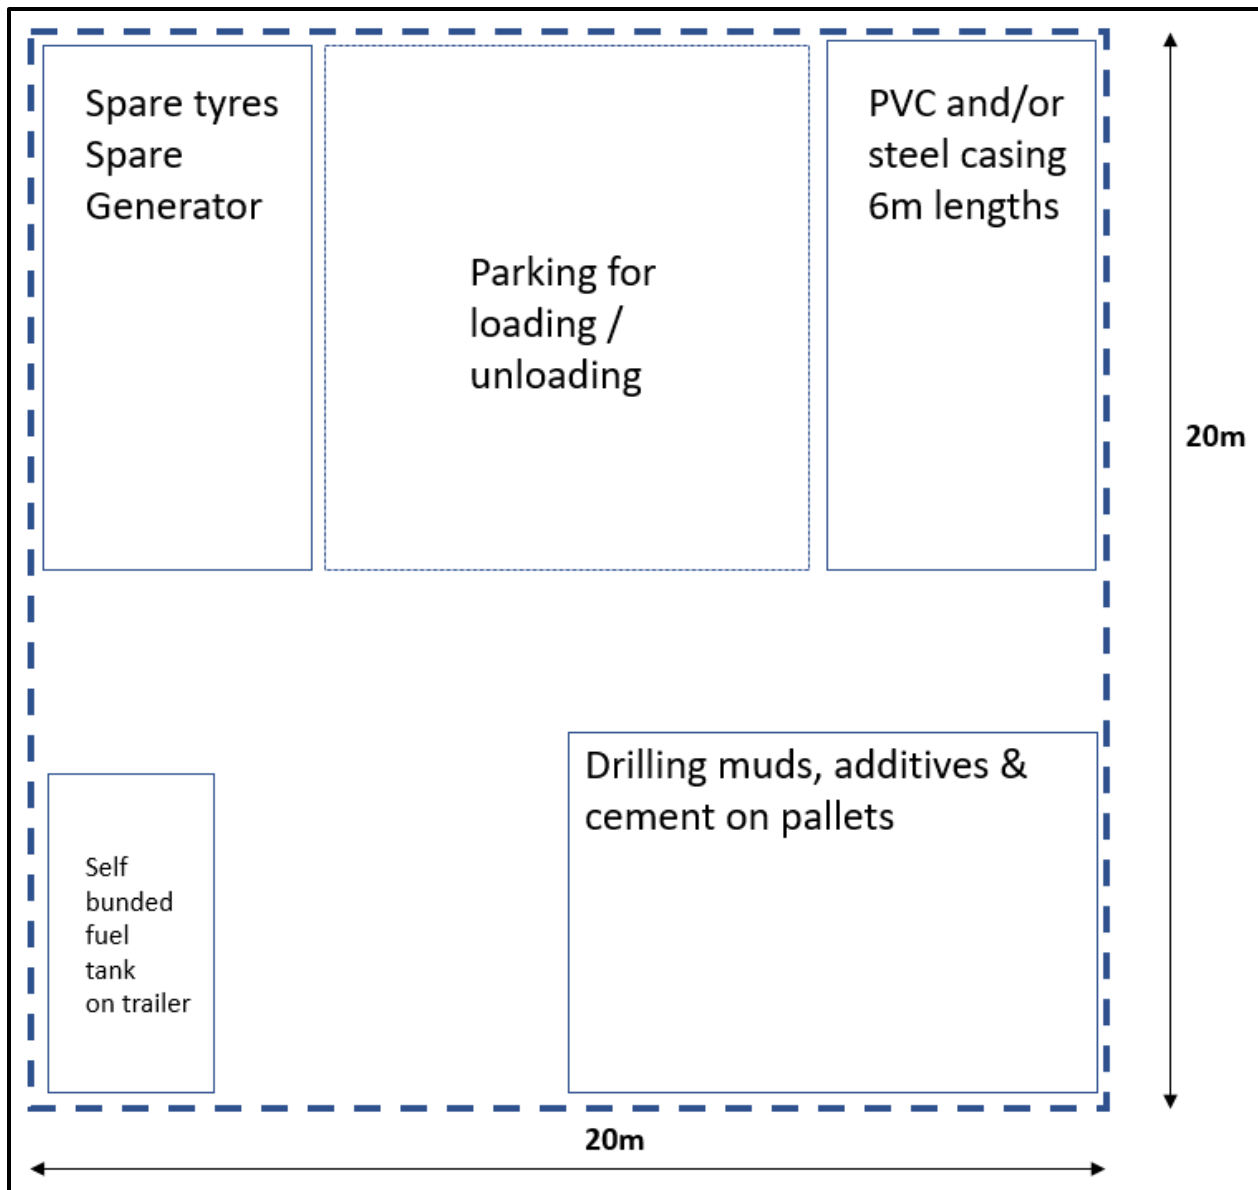 Spare tyres
Spare
Generator
Parking for
loading /
unloading
PVC and/or
steel casing
6m lengths
20m
Drilling muds, additives &
cement on pallets
Self
bunded
fuel
tank
on trailer
20m